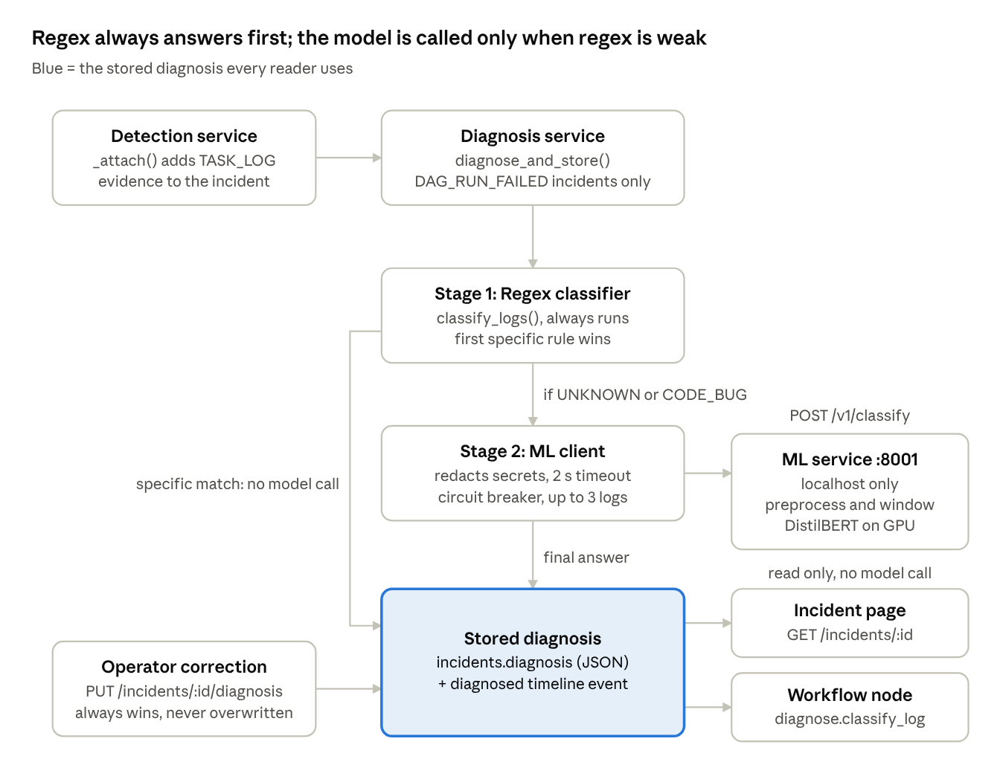 Regex always answers first; the model is called only when regex is weak
Blue = the stored diagnosis every reader uses
Detection service
_attach() adds TASK_LOG
evidence to the incident
Diagnosis service
diagnose_and_store()
DAG_RUN_FAILED incidents only
Stage 1: Regex classifier
classify_logs(), always runs
first specific rule wins
if UNKNOWN or CODE_BUG
POST /v1/classify
Stage 2: ML client
redacts secrets, 2 s timeout
circuit breaker, up to 3 logs
ML service :8001
localhost only
preprocess and window
DistilBERT on GPU
specific match: no model call
final answer
read only, no model call
Stored diagnosis
incidents.diagnosis (JSON)
+ diagnosed timeline event
Incident page
GET /incidents/:id
Operator correction
PUT /incidents/:id/diagnosis
always wins, never overwritten
Workflow node
diagnose.classify_log